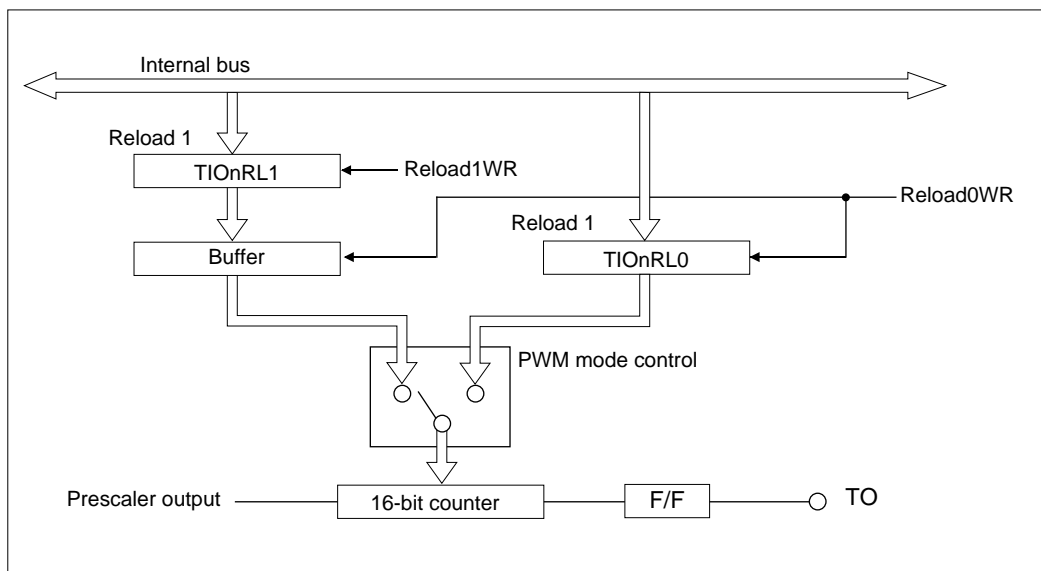 Internal bus
Reload 1
TIOnRL1
Reload1WR
Reload0WR
Reload 1
Buffer
TIOnRL0
PWM mode control
Prescaler output
16-bit counter
F/F
TO